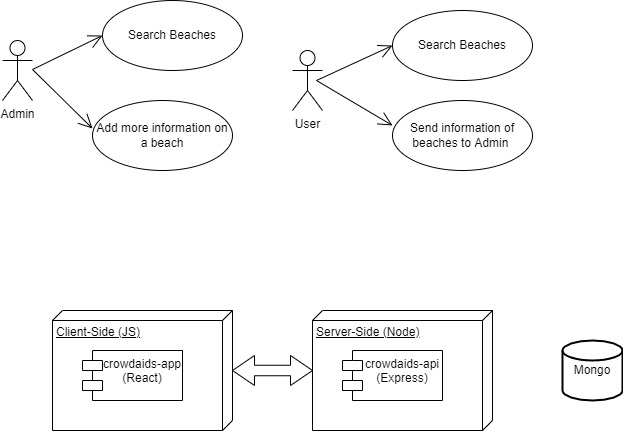 Search Beaches
Admin
Add more information on
a beach
Search Beaches
User
Send information of
beaches to Admin
Client-Side (JS)
crowdaids-app
(React)
Server-Side (Node)
crowdaids-api
(Express)
Mongo